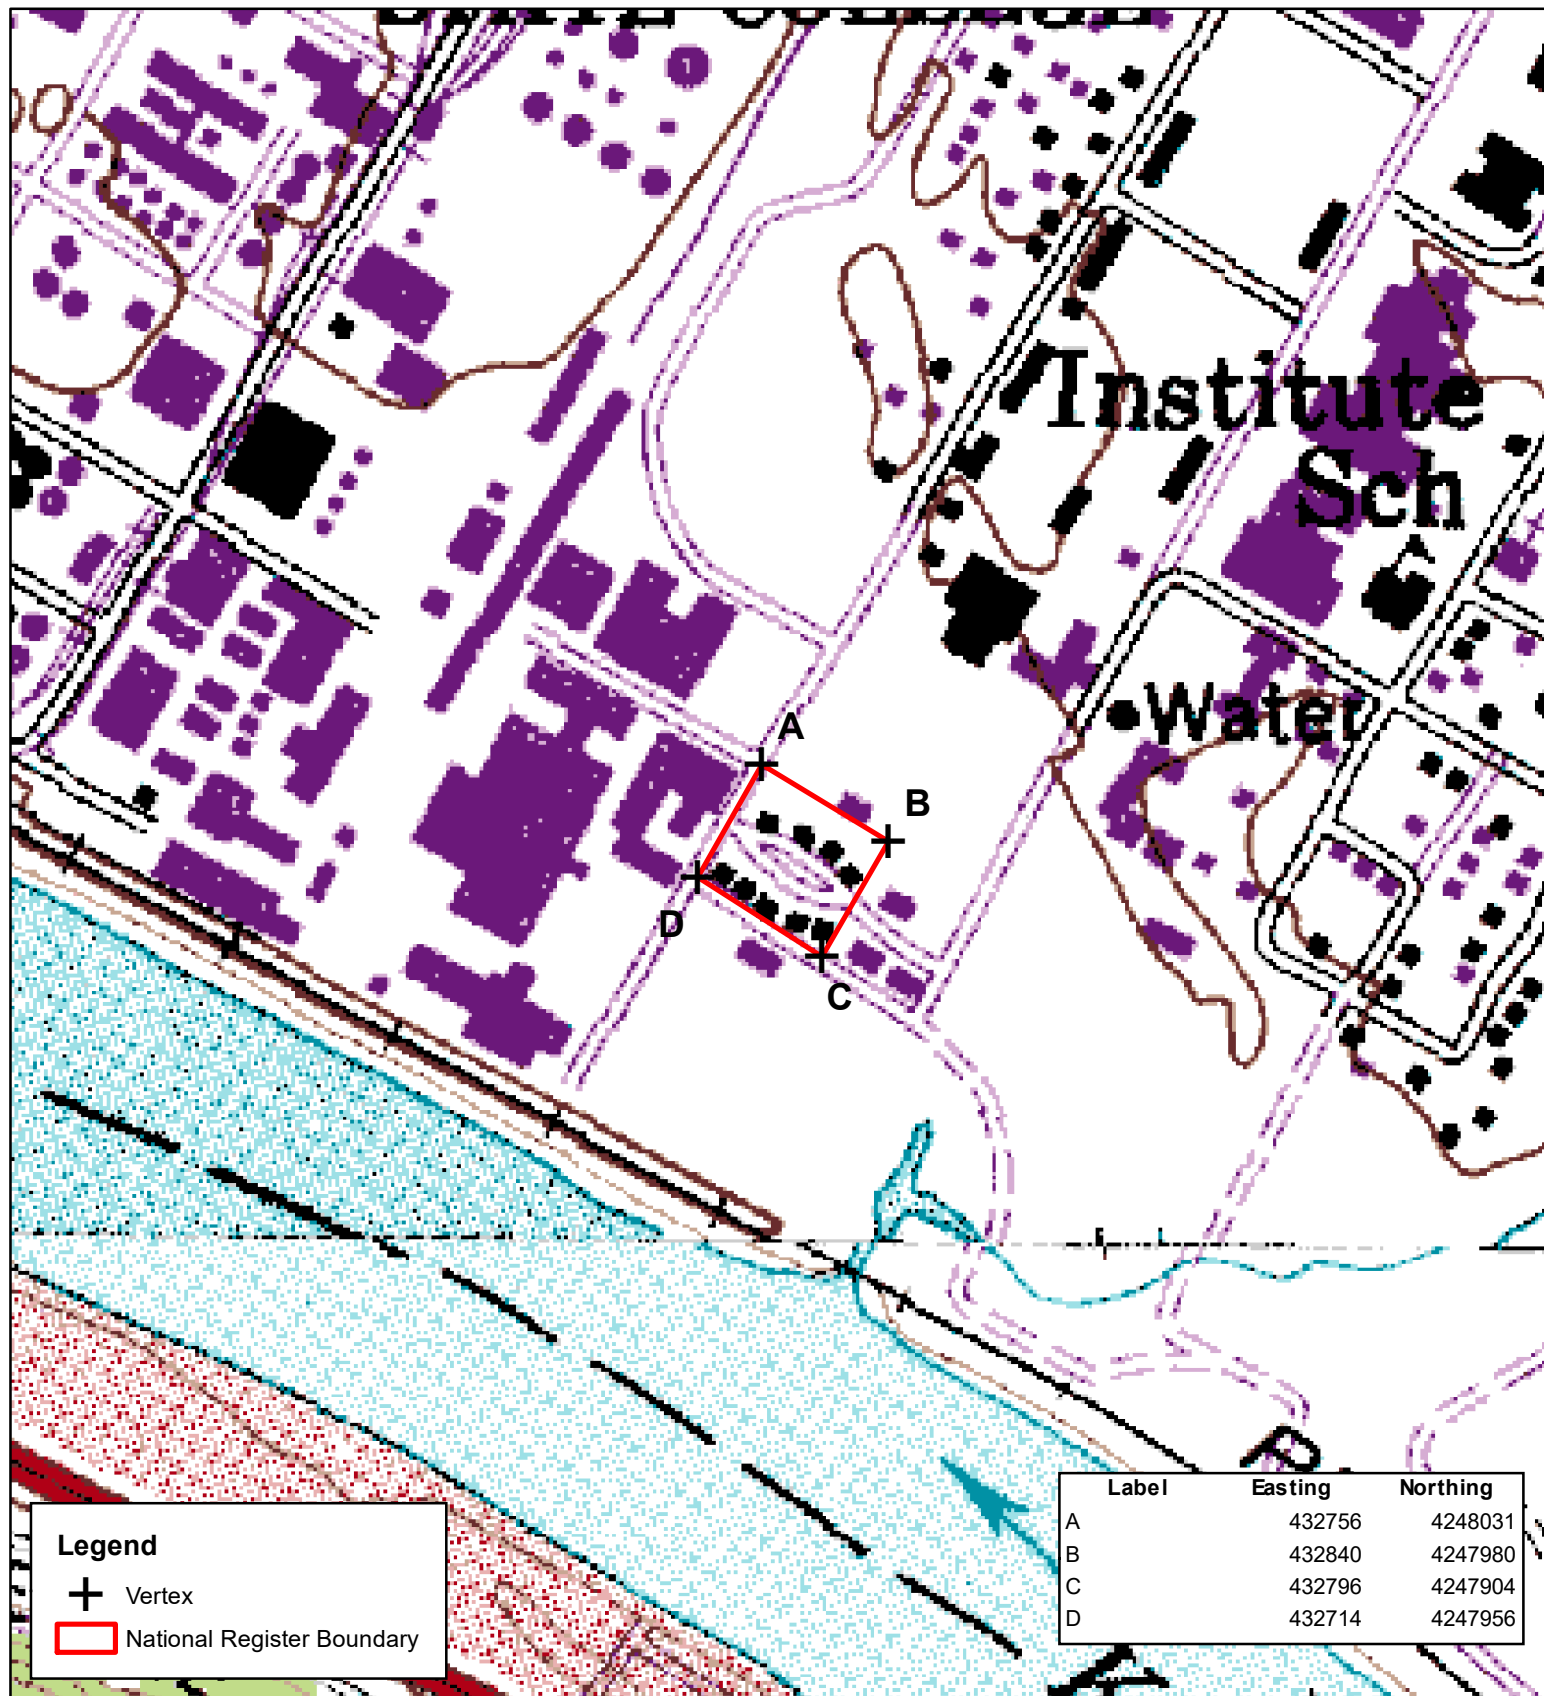 Institute
Sch
Water
A
B
C
D
Label Easting Northing
A 432756 4248031
B 432840 4247980
C 432796 4247904
D 432714 4247956
Legend
Vertex
National Register Boundary